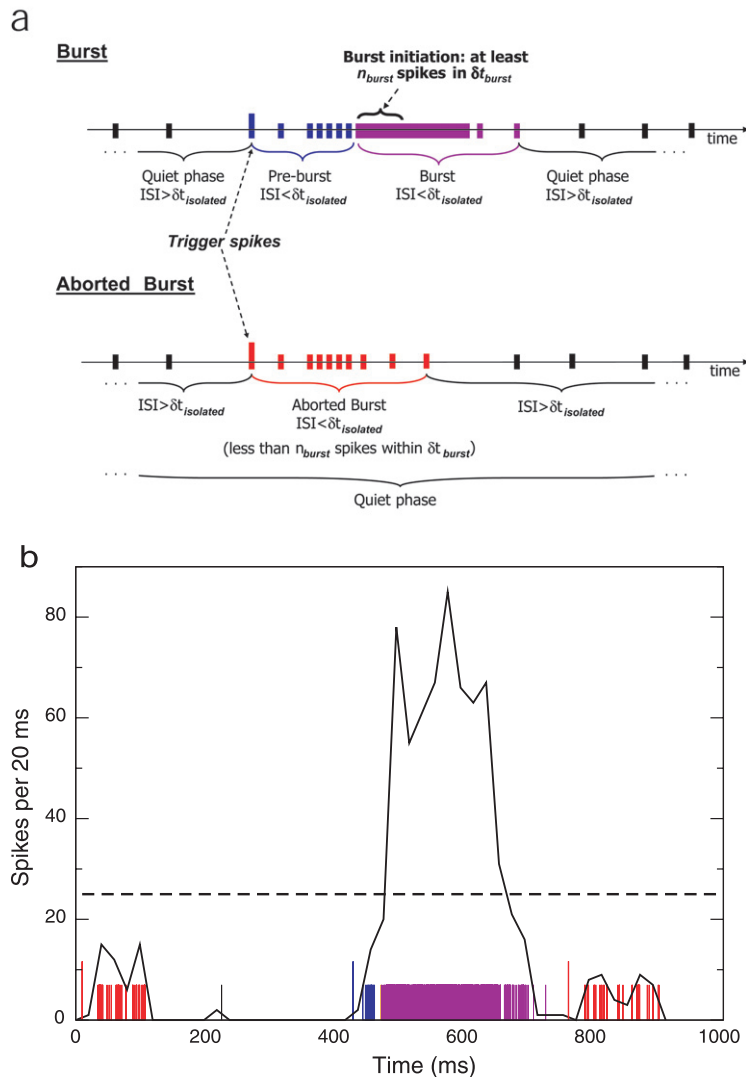 a
Burst
Burst initiation: at least
n_burst spikes in δt_burst
time
. . .
Quiet phase
ISI>δt_isolated
Pre-burst
ISI<δt_isolated
Burst
ISI<δt_isolated
Quiet phase
ISI>δt_isolated
. . .
Trigger spikes
Aborted Burst
time
. . .
ISI>δt_isolated
Aborted Burst
ISI<δt_isolated
(less than n_burst spikes within δt_burst)
ISI>δt_isolated
. . .
. . .
Quiet phase
. . .
b
80
60
40
20
0
Spikes per 20 ms
0 200 400 600 800 1000
Time (ms)